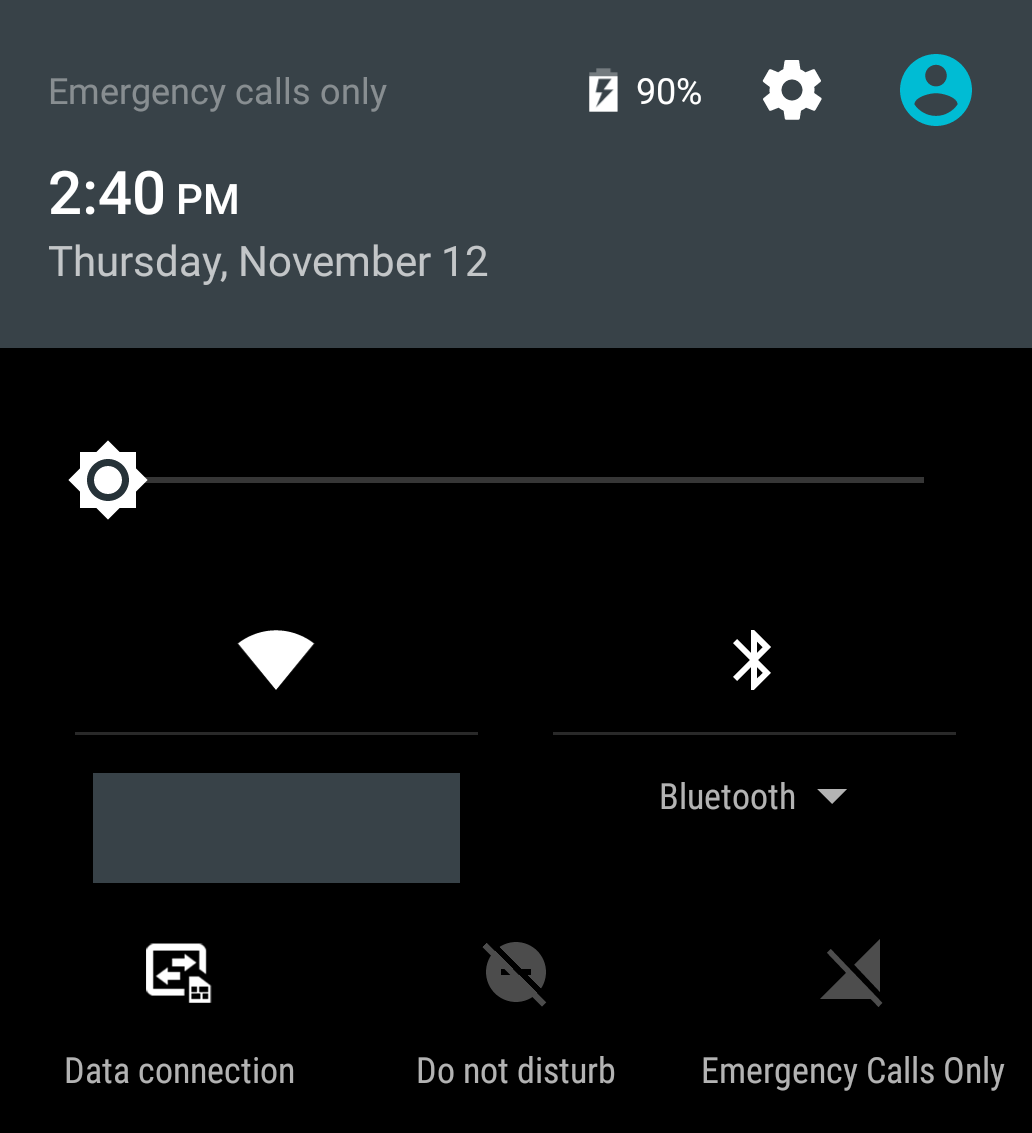 Emergency calls only 90%
2:40 PM
Thursday, November 12
Bluetooth
Data connection Do not disturb Emergency Calls Only